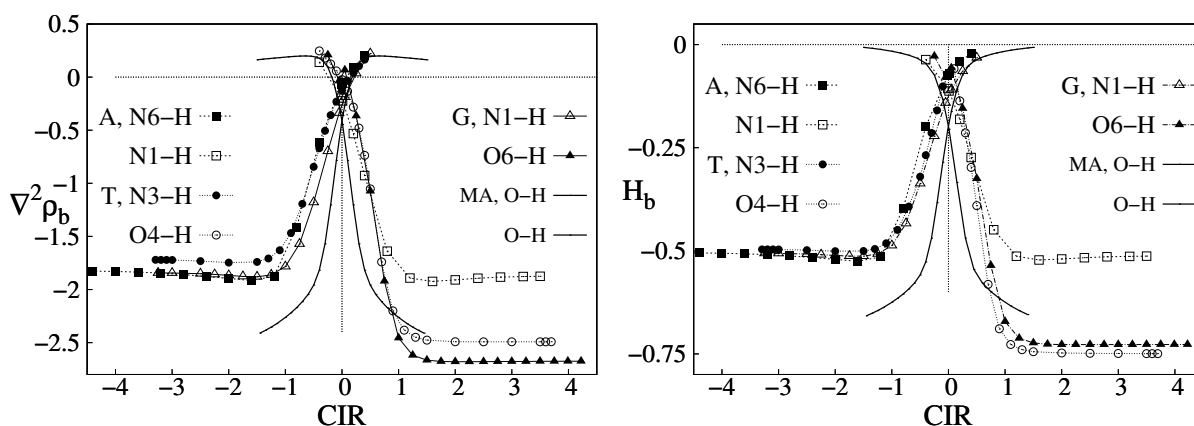 0.5
0
−0.5
−1
−1.5
−2
−2.5
∇²ρb
A, N6−H
N1−H
T, N3−H
O4−H
G, N1−H
O6−H
MA, O−H
O−H
−4 −3 −2 −1 0 1 2 3 4
CIR
0
−0.25
−0.5
−0.75
Hb
A, N6−H
N1−H
T, N3−H
O4−H
G, N1−H
O6−H
MA, O−H
O−H
−4 −3 −2 −1 0 1 2 3 4
CIR